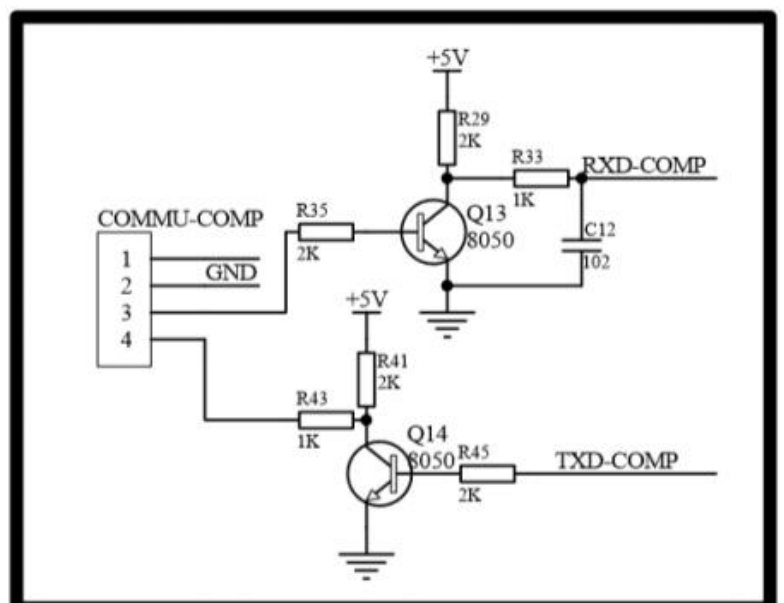 +5V
R29
2K
R33
RXD-COMP
1K
COMMU-COMP
R35
Q13
8050
2K
C12
102
1
2
3
4
GND
+5V
R41
2K
R43
1K
Q14
8050
R45
2K
TXD-COMP